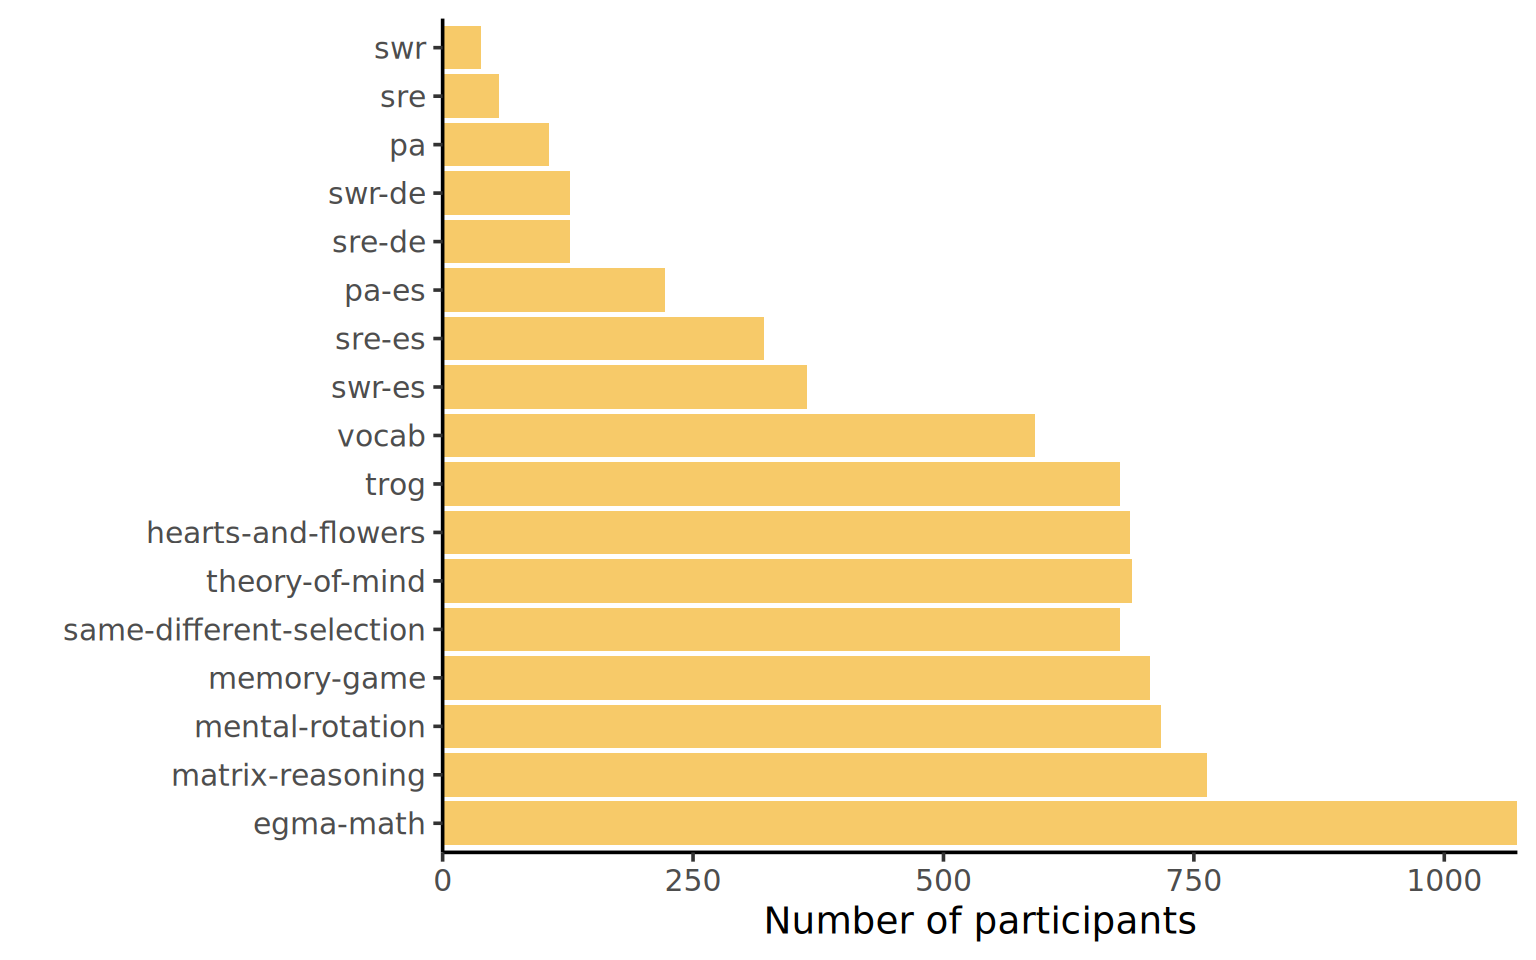 swr
sre
pa
swr-de
sre-de
pa-es
sre-es
swr-es
vocab
trog
hearts-and-flowers
theory-of-mind
same-different-selection
memory-game
mental-rotation
matrix-reasoning
egma-math
0 250 500 750 1000
Number of participants